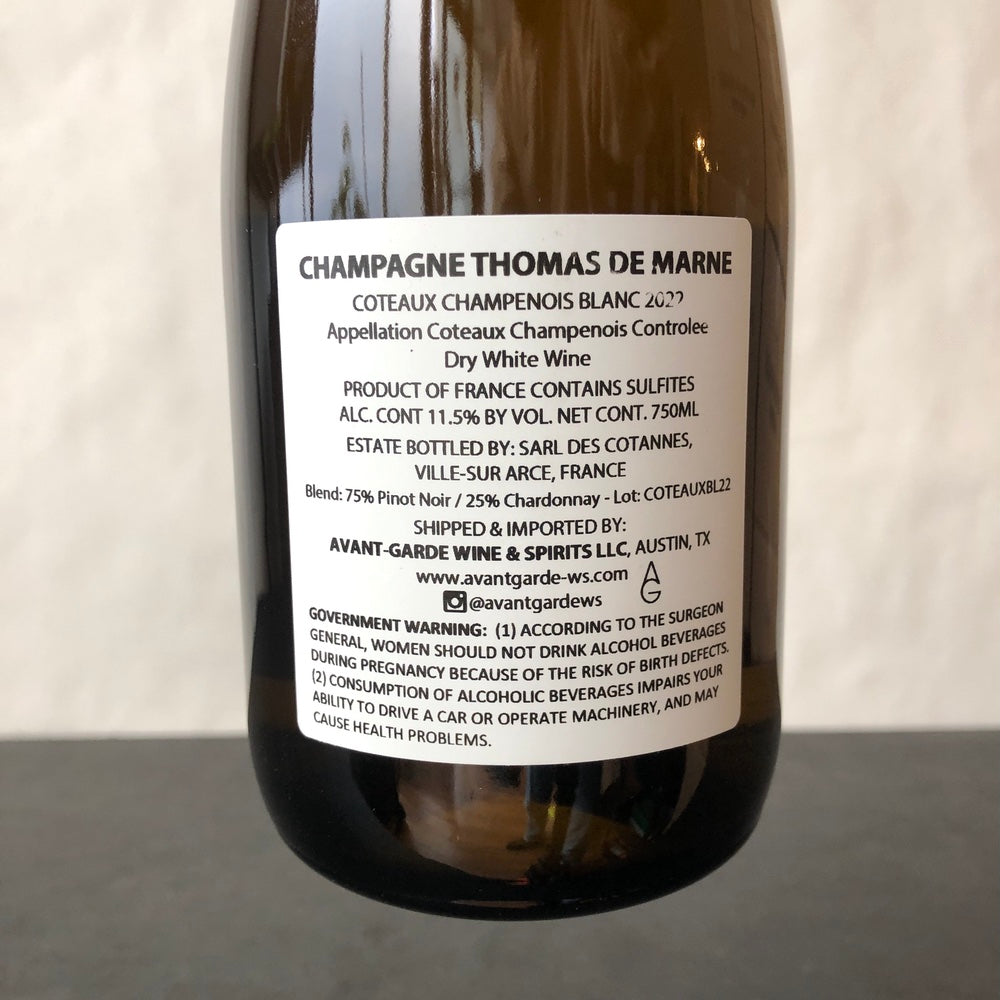 CHAMPAGNE THOMAS DE MARNE
COTEAUX CHAMPENOIS BLANC 2022
Appellation Coteaux Champenois Controlee
Dry White Wine
PRODUCT OF FRANCE CONTAINS SULFITES
ALC. CONT 11.5% BY VOL. NET CONT. 750ML
ESTATE BOTTLED BY: SARL DES COTANNES,
VILLE-SUR ARCE, FRANCE
Blend: 75% Pinot Noir / 25% Chardonnay - Lot: COTEAUXBL22
SHIPPED & IMPORTED BY:
AVANT-GARDE WINE & SPIRITS LLC, AUSTIN, TX
www.avantgarde-ws.com AG
@avantgardews
GOVERNMENT WARNING: (1) ACCORDING TO THE SURGEON
GENERAL, WOMEN SHOULD NOT DRINK ALCOHOL BEVERAGES
DURING PREGNANCY BECAUSE OF THE RISK OF BIRTH DEFECTS.
(2) CONSUMPTION OF ALCOHOLIC BEVERAGES IMPAIRS YOUR
ABILITY TO DRIVE A CAR OR OPERATE MACHINERY, AND MAY
CAUSE HEALTH PROBLEMS.